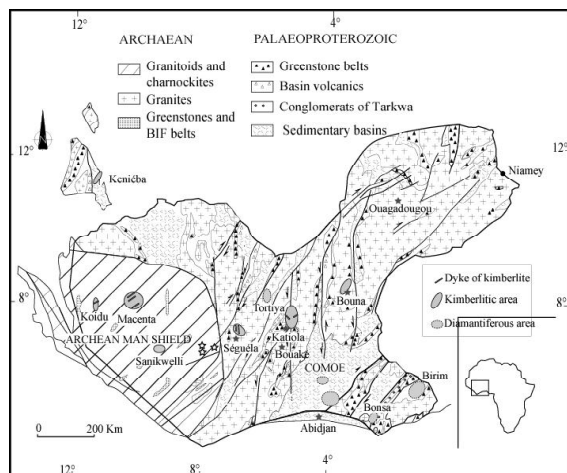 12°
4°
ARCHAEAN
PALAEOPROTEROZOIC
Granitoids and
charnockites
Granites
Greenstones and
BIF belts
Greenstone belts
Basin volcanics
Conglomerats of Tarkwa
Sedimentary basins
12°
12°
Keniéba
Niamey
Ouagadougou
Dyke of kimberlite
Kimberlitic area
Diamantiferous area
8°
8°
Koidu
Macenta
Tortiya
Bouna
ARCHEAN MAN SHIELD
Sanikwelli
Séguéla
Katiola
Bouaké
COMOE
Birim
Bonsa
Abidjan
0
200 Km
12°
8°
4°